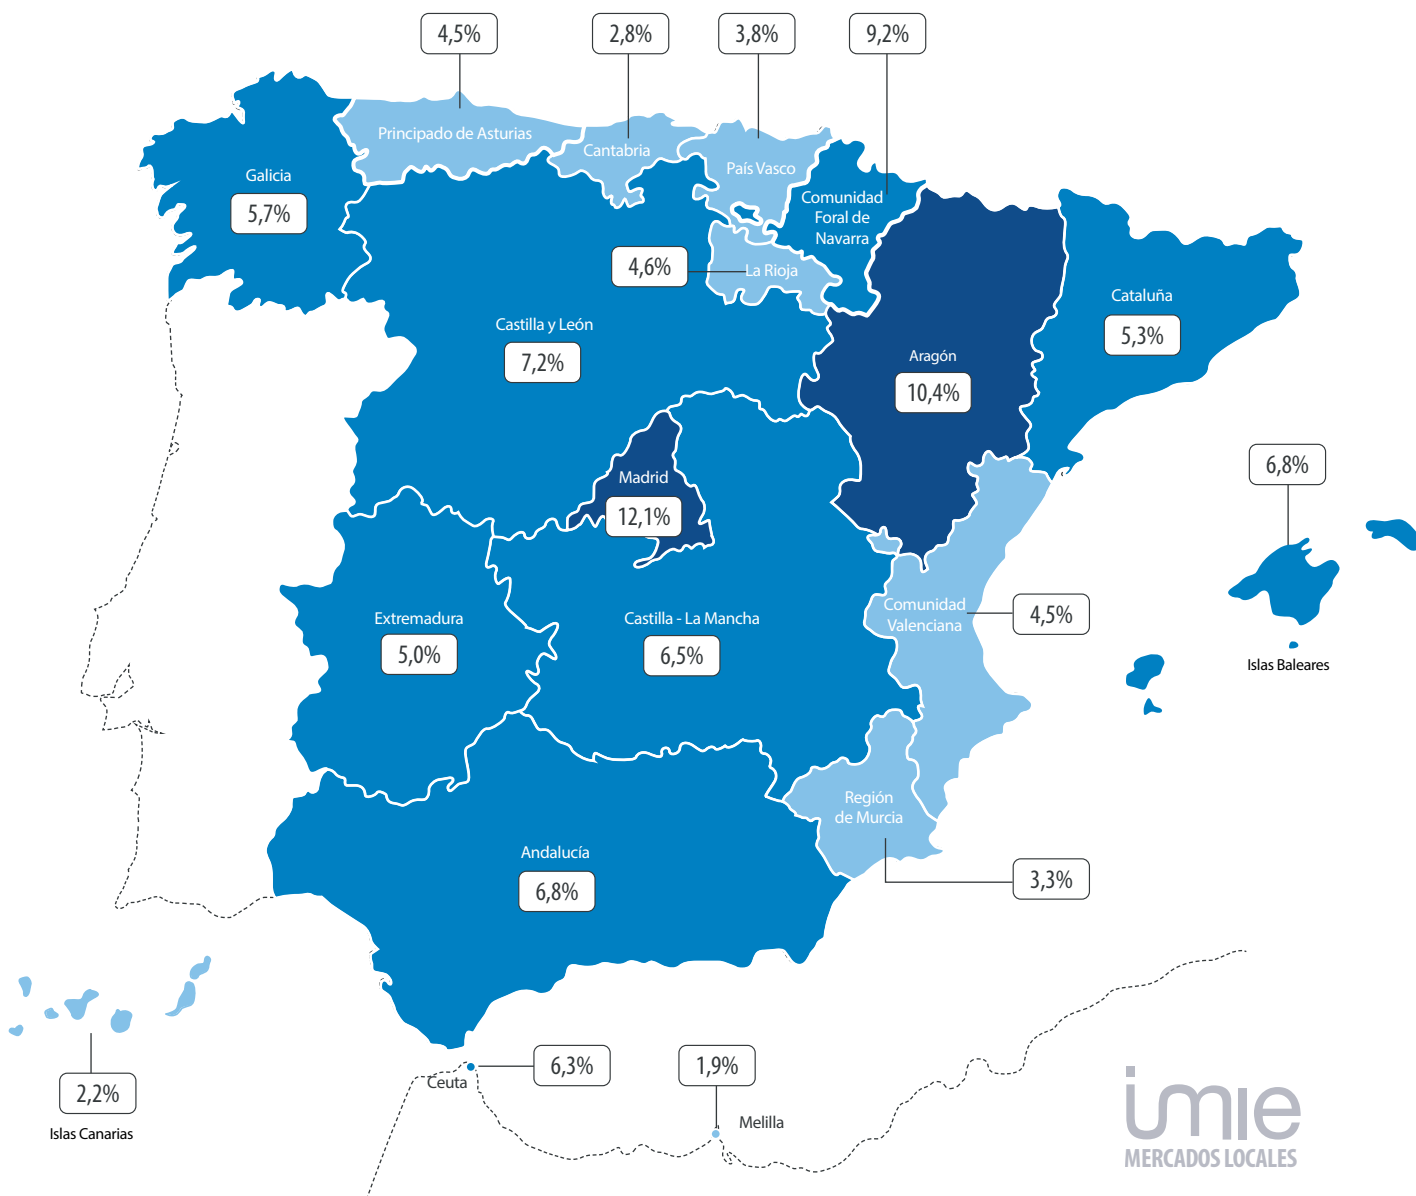 4,5%
2,8%
3,8%
9,2%
Principado de Asturias
Cantabria
País Vasco
Galicia
5,7%
Comunidad
Foral de
Navarra
4,6%
La Rioja
Cataluña
5,3%
Castilla y León
7,2%
Aragón
10,4%
Madrid
12,1%
6,8%
Islas Baleares
Extremadura
5,0%
Castilla - La Mancha
6,5%
Comunidad
Valenciana
4,5%
Región
de Murcia
3,3%
Andalucía
6,8%
2,2%
Islas Canarias
6,3%
Ceuta
1,9%
Melilla
imie
MERCADOS LOCALES